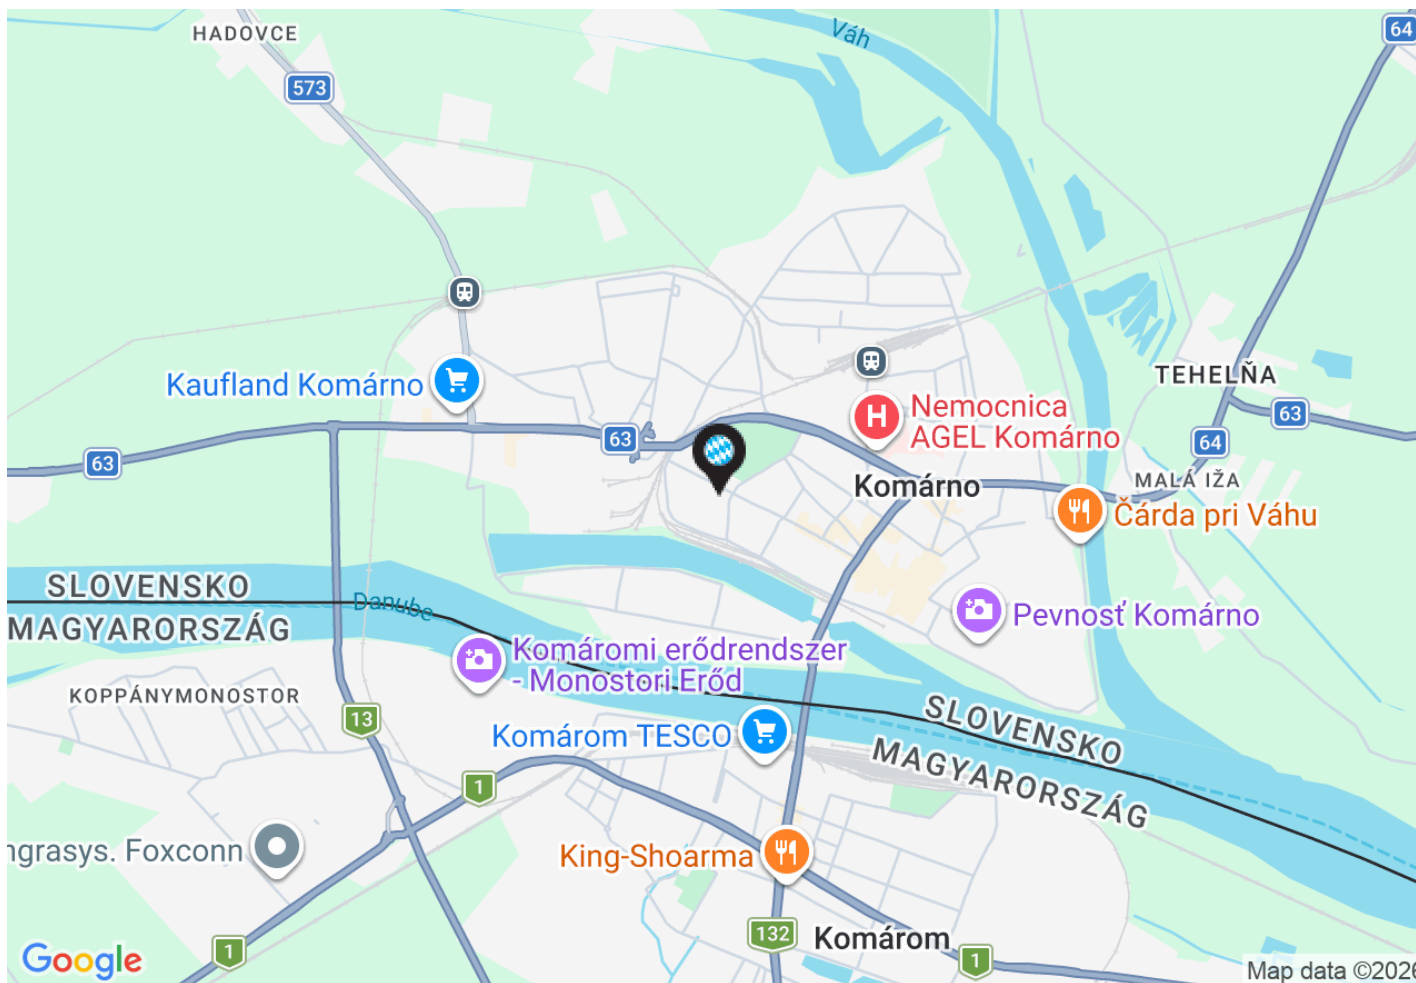 HADOVCE
Váh
64
573
Kaufland Komárno
TEHELŇA
Nemocnica
AGEL Komárno
63
63
64
63
MALÁ IŽA
Komárno
Čárda pri Váhu
SLOVENSKO
MAGYARORSZÁG
Danube
Pevnosť Komárno
Komáromi erődrendszer
- Monostori Erőd
KOPPÁNYMONOSTOR
13
Komárom TESCO
SLOVENSKO
MAGYARORSZÁG
1
ngrasys. Foxconn
King-Shoarma
132
Komárom
1
1
Google
Map data ©2026